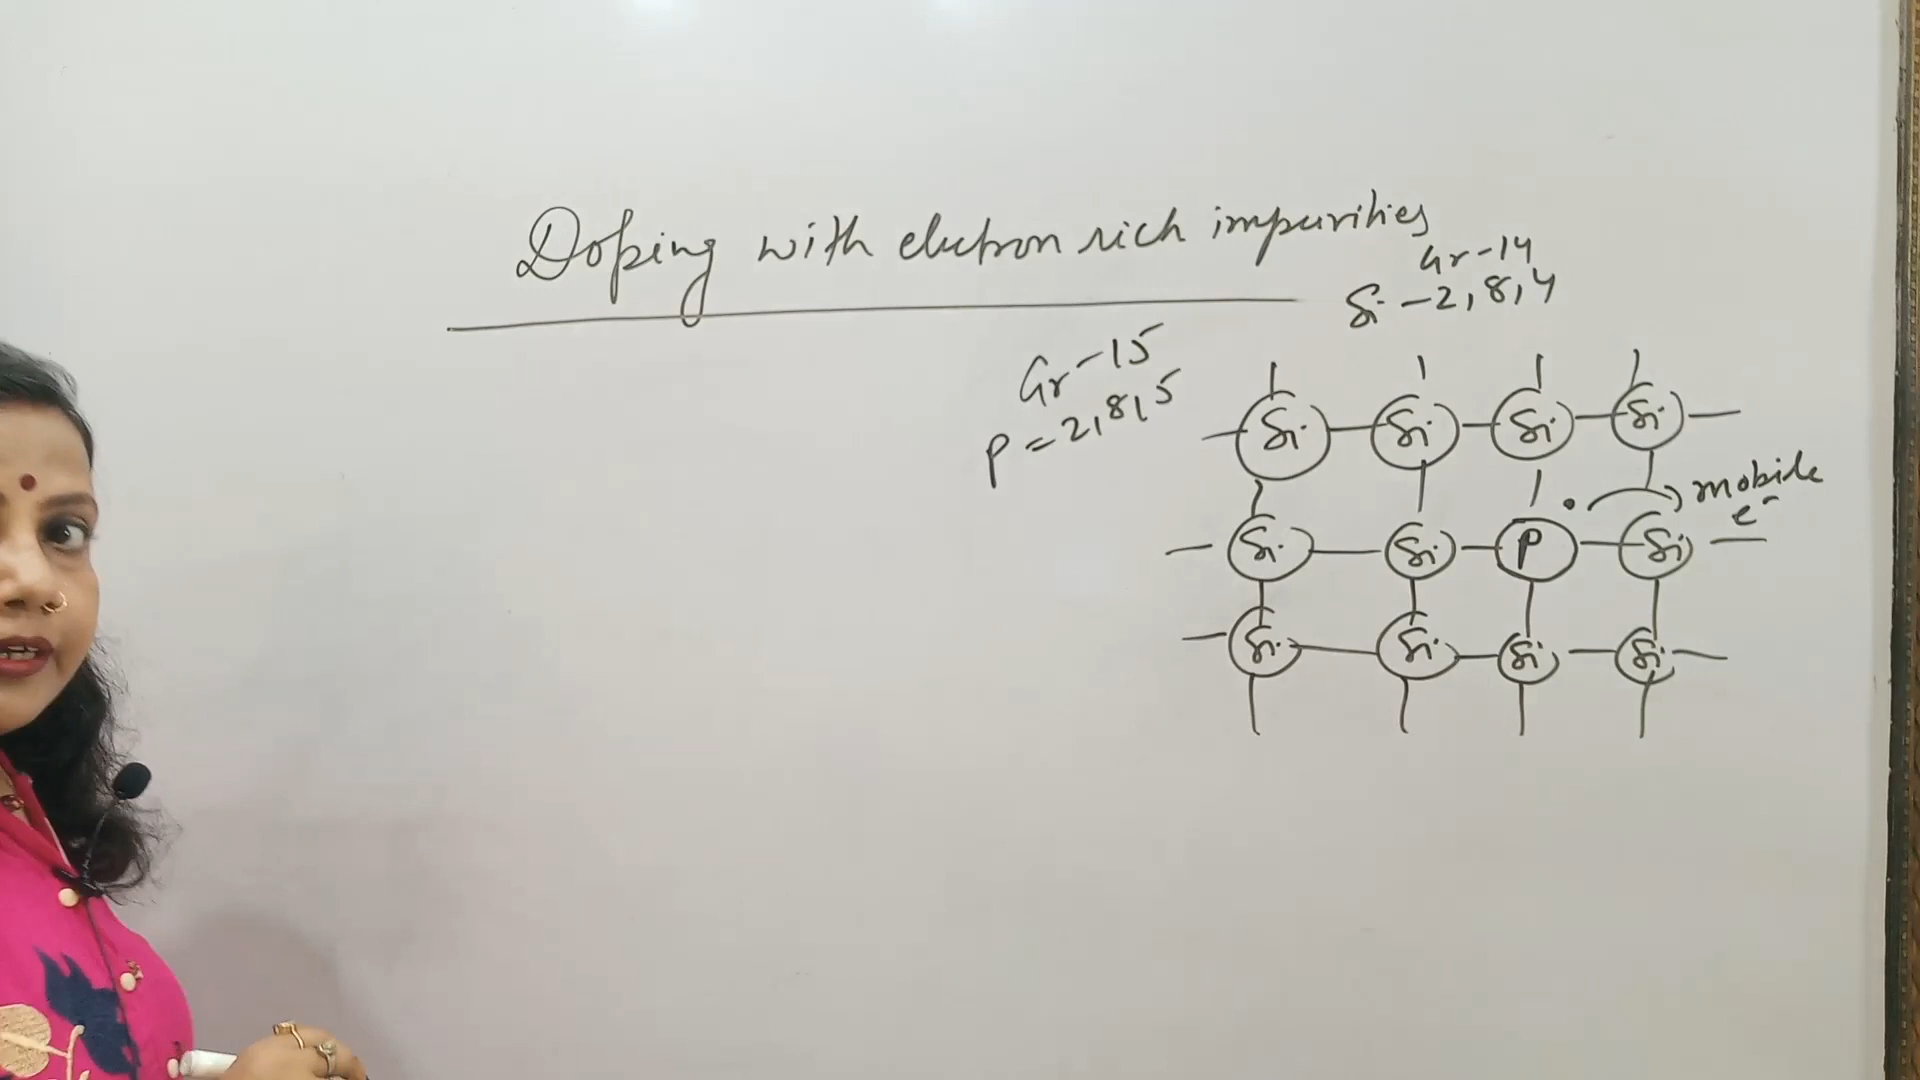 Doping with electron rich impurities
Gr-14
Si - 2,8,4
Gr-15
P = 2,8,5
Si Si Si Si
mobile
e-
Si Si P Si
Si Si Si Si